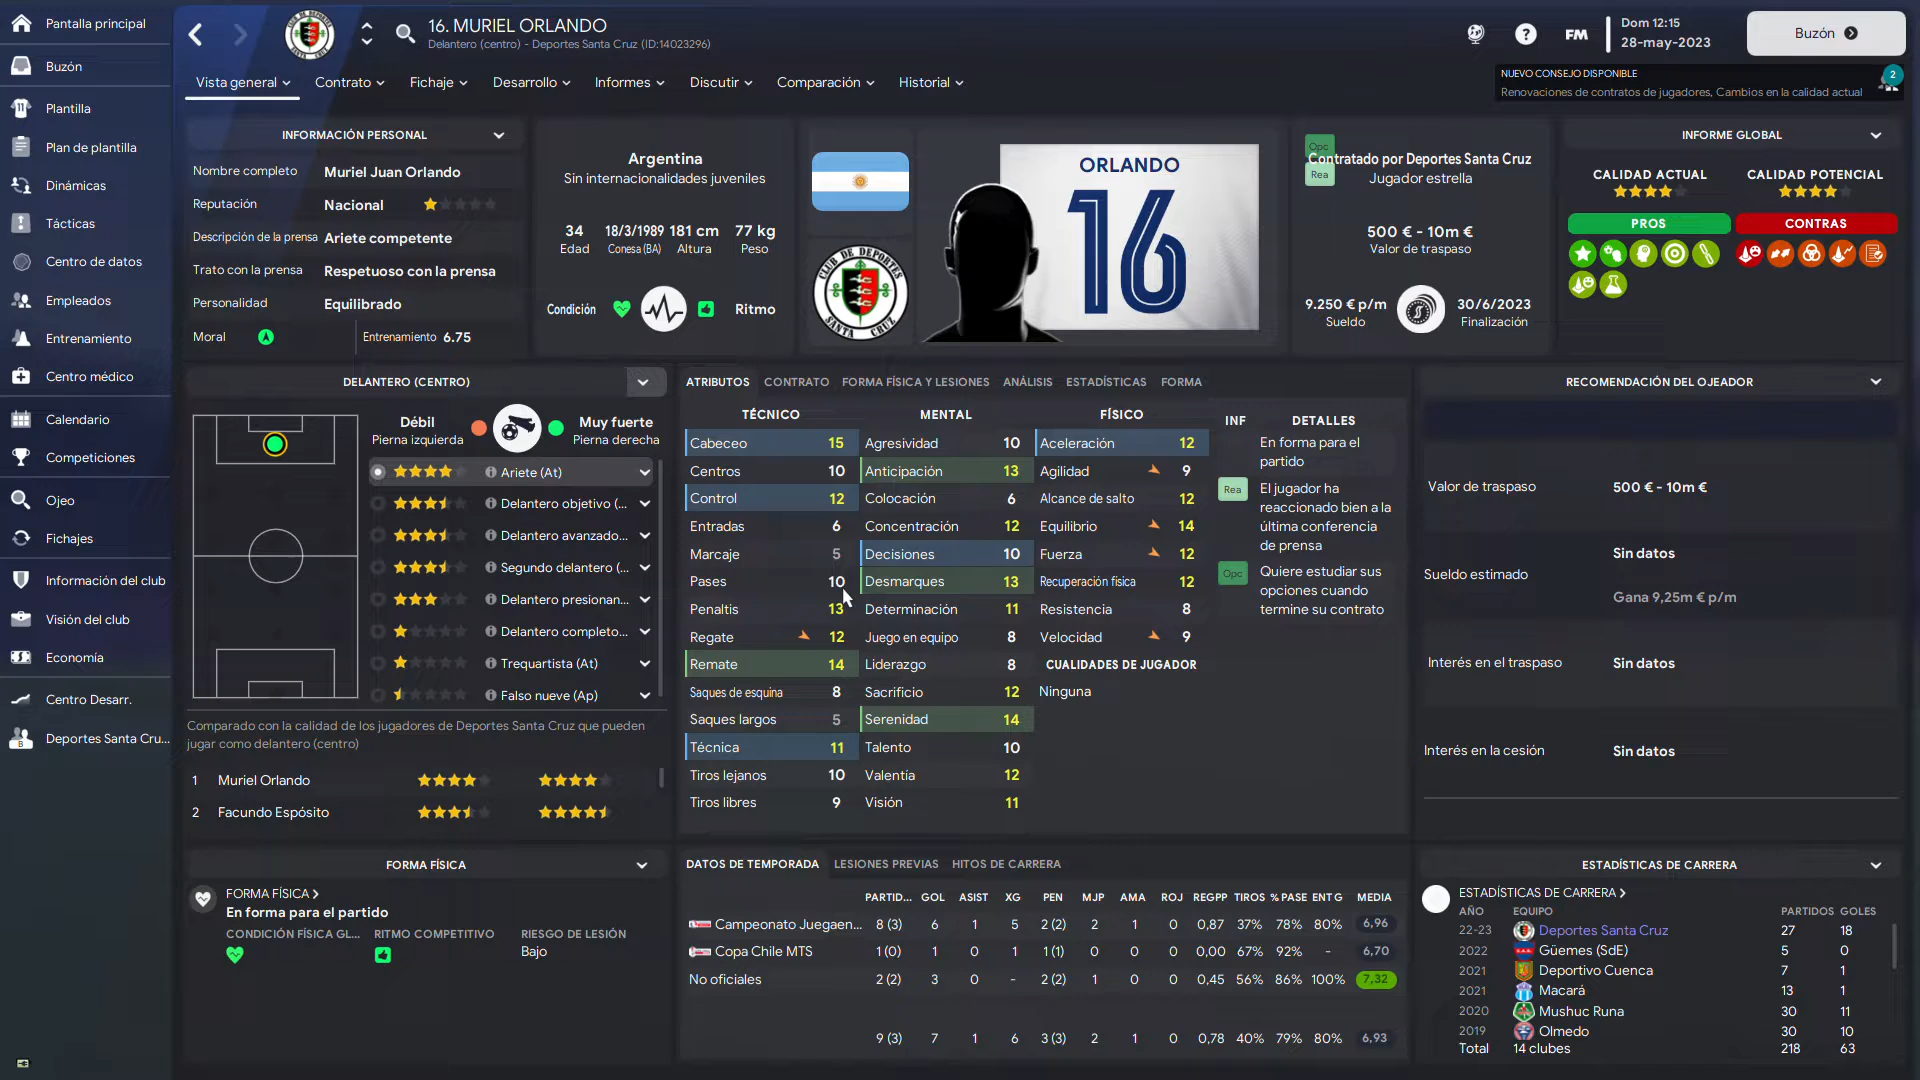 Pantalla principal
Buzón
Plantilla
Plan de plantilla
Dinámicas
Tácticas
Centro de datos
Empleados
Entrenamiento
Centro médico
Calendario
Competiciones
Ojeo
Fichajes
Información del club
Visión del club
Economía
Centro Desarr.
Deportes Santa Cru...
16. MURIEL ORLANDO
Delantero (centro) - Deportes Santa Cruz (ID:14023296)
FM
Dom 12:15
28-may-2023
Buzón
Vista general
Contrato
Fichaje
Desarrollo
Informes
Discutir
Comparación
Historial
NUEVO CONSEJO DISPONIBLE
Renovaciones de contratos de jugadores, Cambios en la calidad actual
2
INFORMACIÓN PERSONAL
Nombre completo Muriel Juan Orlando
Reputación Nacional
Descripción de la prensa Ariete competente
Trato con la prensa Respetuoso con la prensa
Personalidad Equilibrado
Moral Entrenamiento 6.75
Argentina
Sin internacionalidades juveniles
34 18/3/1989 181 cm 77 kg
Edad Conesa (BA) Altura Peso
Condición Ritmo
CLUB DE DEPORTES
SANTA CRUZ
ORLANDO
16
Opc
Rea
Contratado por Deportes Santa Cruz
Jugador estrella
500 € - 10m €
Valor de traspaso
9.250 € p/m 30/6/2023
Sueldo Finalización
INFORME GLOBAL
CALIDAD ACTUAL CALIDAD POTENCIAL
PROS CONTRAS
DELANTERO (CENTRO)
Débil Muy fuerte
Pierna izquierda Pierna derecha
Ariete (At)
Delantero objetivo (...
Delantero avanzado...
Segundo delantero (...
Delantero presionan...
Delantero completo...
Trequartista (At)
Falso nueve (Ap)
Comparado con la calidad de los jugadores de Deportes Santa Cruz que pueden
jugar como delantero (centro)
1 Muriel Orlando
2 Facundo Espósito
ATRIBUTOS CONTRATO FORMA FÍSICA Y LESIONES ANÁLISIS ESTADÍSTICAS FORMA
TÉCNICO
Cabeceo 15
Centros 10
Control 12
Entradas 6
Marcaje 5
Pases 10
Penaltis 13
Regate 12
Remate 14
Saques de esquina 8
Saques largos 5
Técnica 11
Tiros lejanos 10
Tiros libres 9
MENTAL
Agresividad 10
Anticipación 13
Colocación 6
Concentración 12
Decisiones 10
Desmarques 13
Determinación 11
Juego en equipo 8
Liderazgo 8
Sacrificio 12
Serenidad 14
Talento 10
Valentía 12
Visión 11
FÍSICO
Aceleración 12
Agilidad 9
Alcance de salto 12
Equilibrio 14
Fuerza 12
Recuperación física 12
Resistencia 8
Velocidad 9
CUALIDADES DE JUGADOR
Ninguna
INF DETALLES
En forma para el
partido
Rea El jugador ha
reaccionado bien a la
última conferencia
de prensa
Opc Quiere estudiar sus
opciones cuando
termine su contrato
RECOMENDACIÓN DEL OJEADOR
Valor de traspaso 500 € - 10m €
Sin datos
Sueldo estimado
Gana 9,25m € p/m
Interés en el traspaso Sin datos
Interés en la cesión Sin datos
FORMA FÍSICA
FORMA FÍSICA
En forma para el partido
CONDICIÓN FÍSICA GL... RITMO COMPETITIVO RIESGO DE LESIÓN
Bajo
DATOS DE TEMPORADA LESIONES PREVIAS HITOS DE CARRERA
PARTID... GOL ASIST XG PEN MJP AMA ROJ REGPP TIROS % PASE ENT G MEDIA
Campeonato Juegaen... 8 (3) 6 1 5 2 (2) 2 1 0 0,87 37% 78% 80% 6,96
Copa Chile MTS 1 (0) 1 0 1 1 (1) 0 0 0 0,00 67% 92% - 6,70
No oficiales 2 (2) 3 0 - 2 (2) 1 0 0 0,45 56% 86% 100% 7,32
9 (3) 7 1 6 3 (3) 2 1 0 0,78 40% 79% 80% 6,93
ESTADÍSTICAS DE CARRERA
ESTADÍSTICAS DE CARRERA
AÑO EQUIPO PARTIDOS GOLES
22-23 Deportes Santa Cruz 27 18
2022 Güemes (SdE) 5 0
2021 Deportivo Cuenca 7 1
2021 Macará 13 1
2020 Mushuc Runa 30 11
2019 Olmedo 30 10
Total 14 clubes 218 63